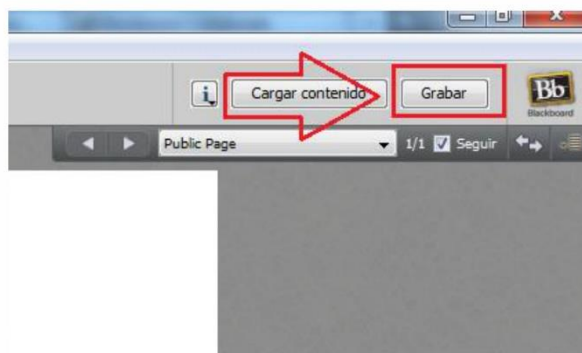 i Cargar contenido Grabar Bb
Blackboard
Public Page 1/1 Seguir